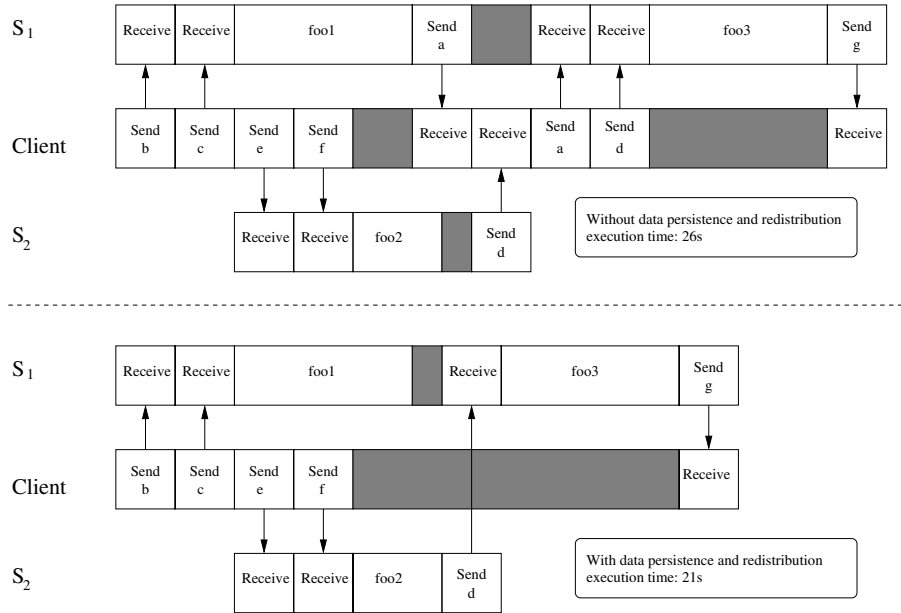 S1 Receive Receive foo1 Send a Receive Receive foo3 Send g
Client Send b Send c Send e Send f Receive Receive Send a Send d Receive
S2 Receive Receive foo2 Send d
Without data persistence and redistribution
execution time: 26s
S1 Receive Receive foo1 Receive foo3 Send g
Client Send b Send c Send e Send f Receive
S2 Receive Receive foo2 Send d
With data persistence and redistribution
execution time: 21s